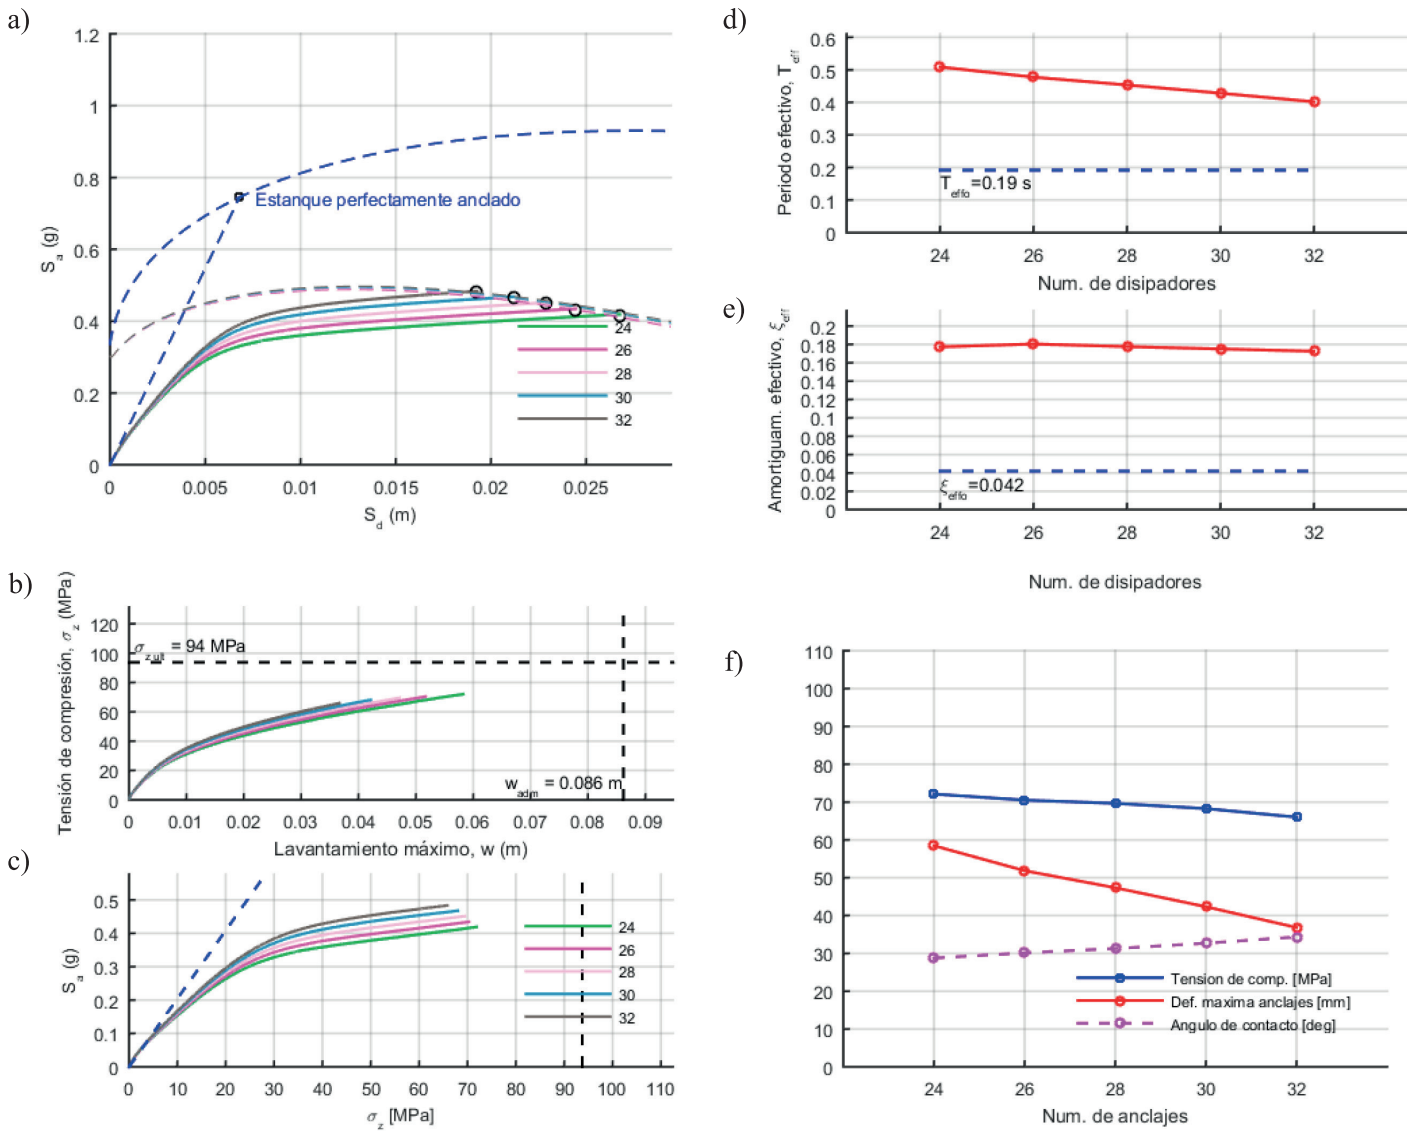 a)
S_a (g)
1.2
1
0.8
0.6
0.4
0.2
0
Estanque perfectamente anclado
24
26
28
30
32
0 0.005 0.01 0.015 0.02 0.025
S_d (m)
b)
Tensión de compresión, σ_z (MPa)
120
100
80
60
40
20
0
σ_z ult = 94 MPa
w_adm = 0.086 m
0 0.01 0.02 0.03 0.04 0.05 0.06 0.07 0.08 0.09
Lavantamiento máximo, w (m)
c)
S_a (g)
0.5
0.4
0.3
0.2
0.1
0
24
26
28
30
32
0 10 20 30 40 50 60 70 80 90 100 110
σ_z [MPa]
d)
Periodo efectivo, T_eff
0.6
0.5
0.4
0.3
0.2
0.1
0
T_effa=0.19 s
24 26 28 30 32
Num. de disipadores
e)
Amortiguam. efectivo, ξ_eff
0.2
0.18
0.16
0.14
0.12
0.1
0.08
0.06
0.04
0.02
0
ξ_effa=0.042
24 26 28 30 32
Num. de disipadores
f)
110
100
90
80
70
60
50
40
30
20
10
0
Tension de comp. [MPa]
Def. maxima anclajes [mm]
Angulo de contacto [deg]
24 26 28 30 32
Num. de anclajes